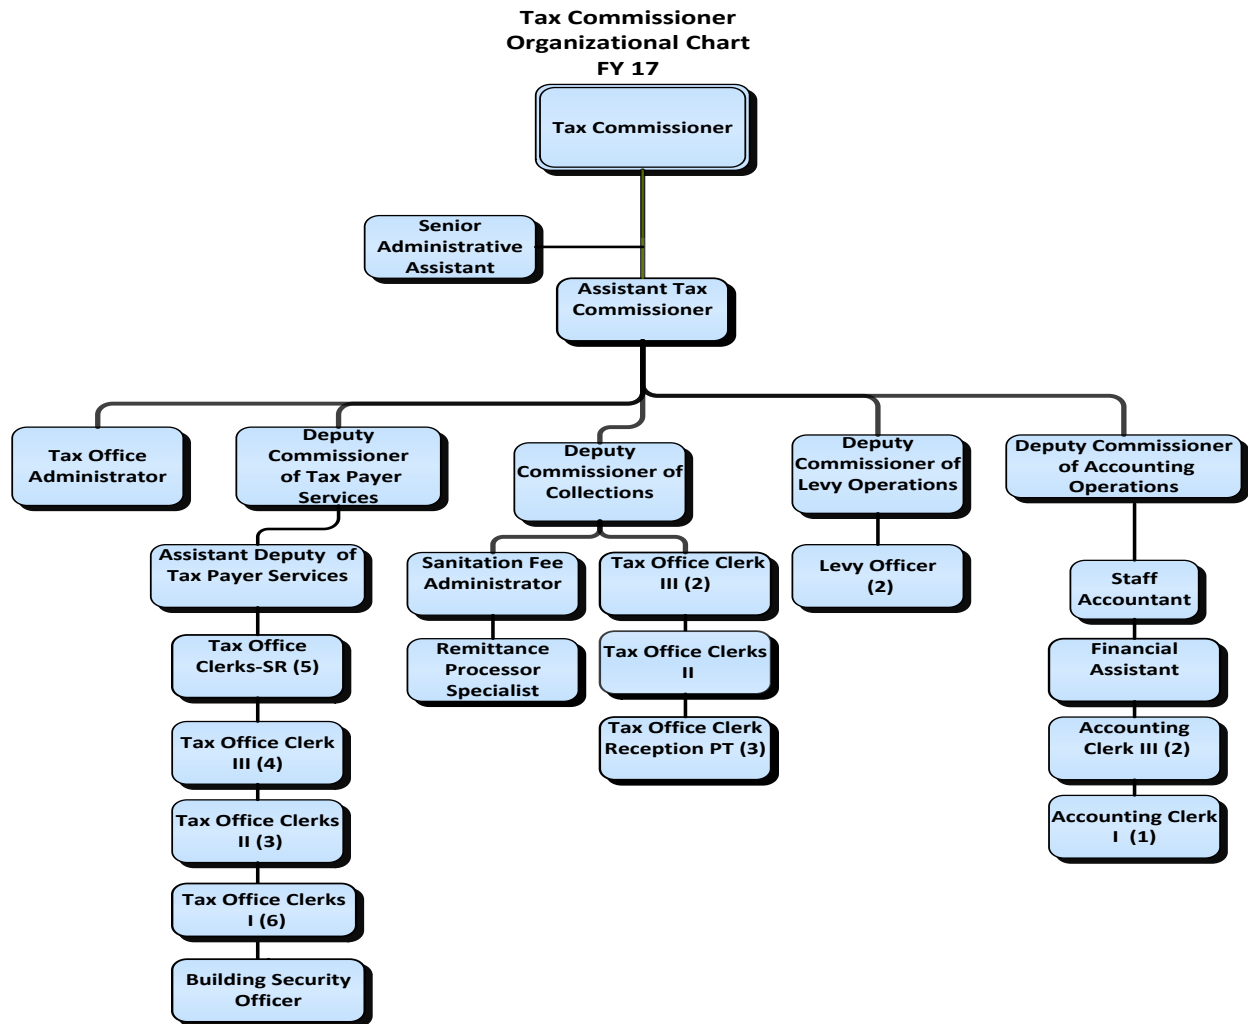 Tax Commissioner
Organizational Chart
FY 17
Tax Commissioner
Senior
Administrative
Assistant
Assistant Tax
Commissioner
Tax Office
Administrator
Deputy
Commissioner
of Tax Payer
Services
Deputy
Commissioner of
Collections
Deputy
Commissioner of
Levy Operations
Deputy Commissioner
of Accounting
Operations
Assistant Deputy of
Tax Payer Services
Tax Office
Clerks-SR (5)
Tax Office Clerk
III (4)
Tax Office Clerks
II (3)
Tax Office Clerks
I (6)
Building Security
Officer
Sanitation Fee
Administrator
Remittance
Processor
Specialist
Tax Office Clerk
III (2)
Tax Office Clerks
II
Tax Office Clerk
Reception PT (3)
Levy Officer
(2)
Staff
Accountant
Financial
Assistant
Accounting
Clerk III (2)
Accounting Clerk
I (1)